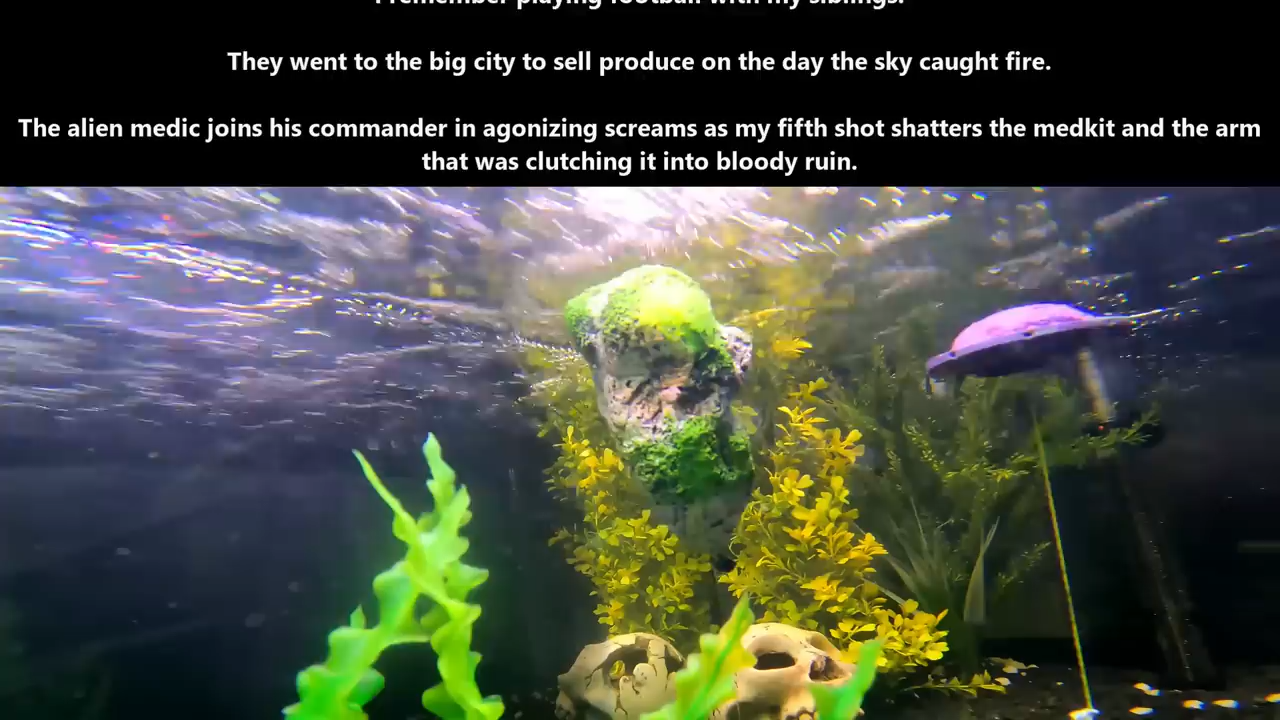 I remember playing football with my siblings.
They went to the big city to sell produce on the day the sky caught fire.
The alien medic joins his commander in agonizing screams as my fifth shot shatters the medkit and the arm
that was clutching it into bloody ruin.